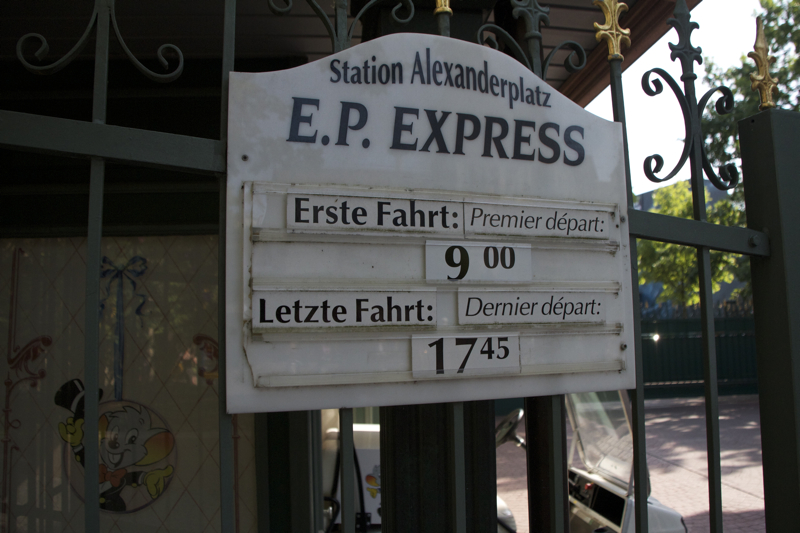 Station Alexanderplatz
E.P. EXPRESS
Erste Fahrt: Premier départ:
9 00
Letzte Fahrt: Dernier départ:
17 45